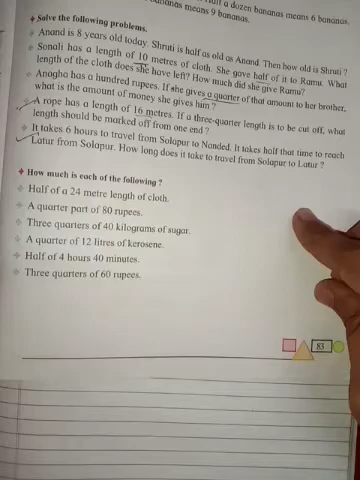 half a dozen bananas means 6 bananas.
bananas means 9 bananas.
Solve the following problems.
Anand is 8 years old today. Shruti is half as old as Anand. Then how old is Shruti ?
Sonali has a length of 10 metres of cloth. She gave half of it to Ramu. What
length of the cloth does she have left? How much did she give Ramu?
Anagha has a hundred rupees. If she gives a quarter of that amount to her brother,
what is the amount of money she gives him ?
A rope has a length of 16 metres. If a three-quarter length is to be cut off, what
length should be marked off from one end ?
It takes 6 hours to travel from Solapur to Nanded. It takes half that time to reach
Latur from Solapur. How long does it take to travel from Solapur to Latur ?
How much is each of the following ?
Half of a 24 metre length of cloth.
A quarter part of 80 rupees.
Three quarters of 40 kilograms of sugar.
A quarter of 12 litres of kerosene.
Half of 4 hours 40 minutes.
Three quarters of 60 rupees.
83